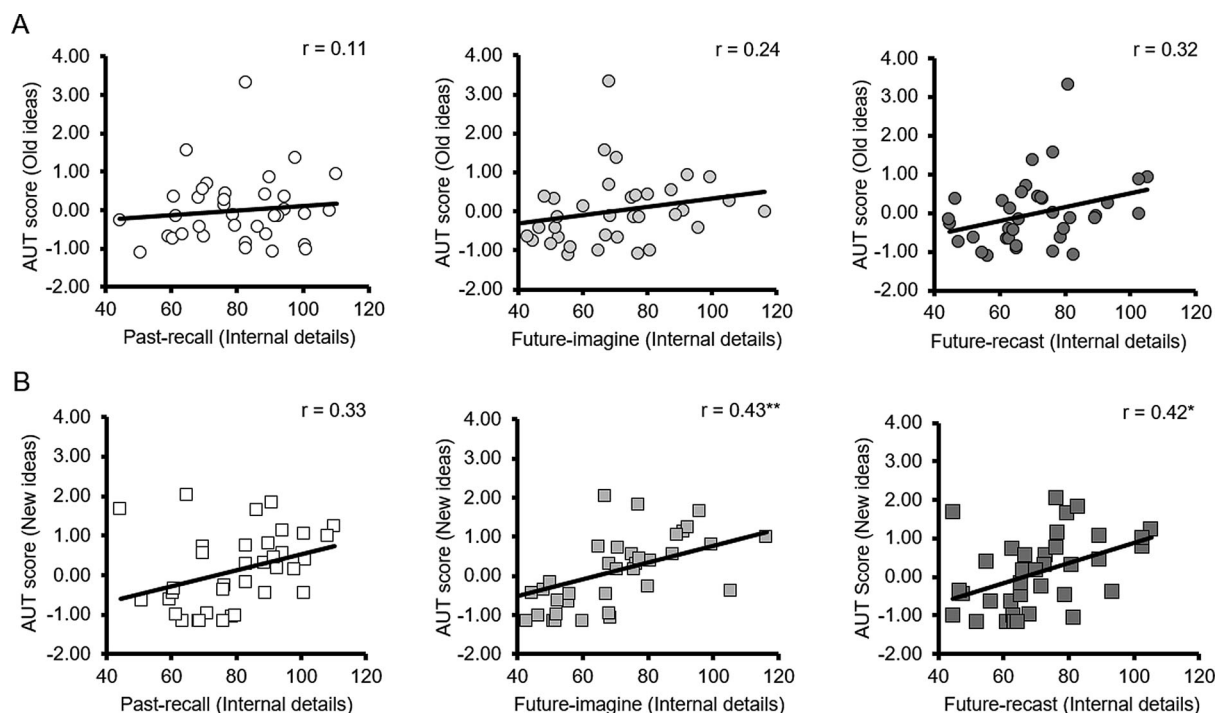 A
r = 0.11
AUT score (Old ideas)
4.00
3.00
2.00
1.00
0.00
-1.00
-2.00
40 60 80 100 120
Past-recall (Internal details)
r = 0.24
AUT score (Old ideas)
4.00
3.00
2.00
1.00
0.00
-1.00
-2.00
40 60 80 100 120
Future-imagine (Internal details)
r = 0.32
AUT score (Old ideas)
4.00
3.00
2.00
1.00
0.00
-1.00
-2.00
40 60 80 100 120
Future-recast (Internal details)
B
r = 0.33
AUT score (New ideas)
4.00
3.00
2.00
1.00
0.00
-1.00
-2.00
40 60 80 100 120
Past-recall (Internal details)
r = 0.43**
AUT score (New ideas)
4.00
3.00
2.00
1.00
0.00
-1.00
-2.00
40 60 80 100 120
Future-imagine (Internal details)
r = 0.42*
AUT Score (New ideas)
4.00
3.00
2.00
1.00
0.00
-1.00
-2.00
40 60 80 100 120
Future-recast (Internal details)